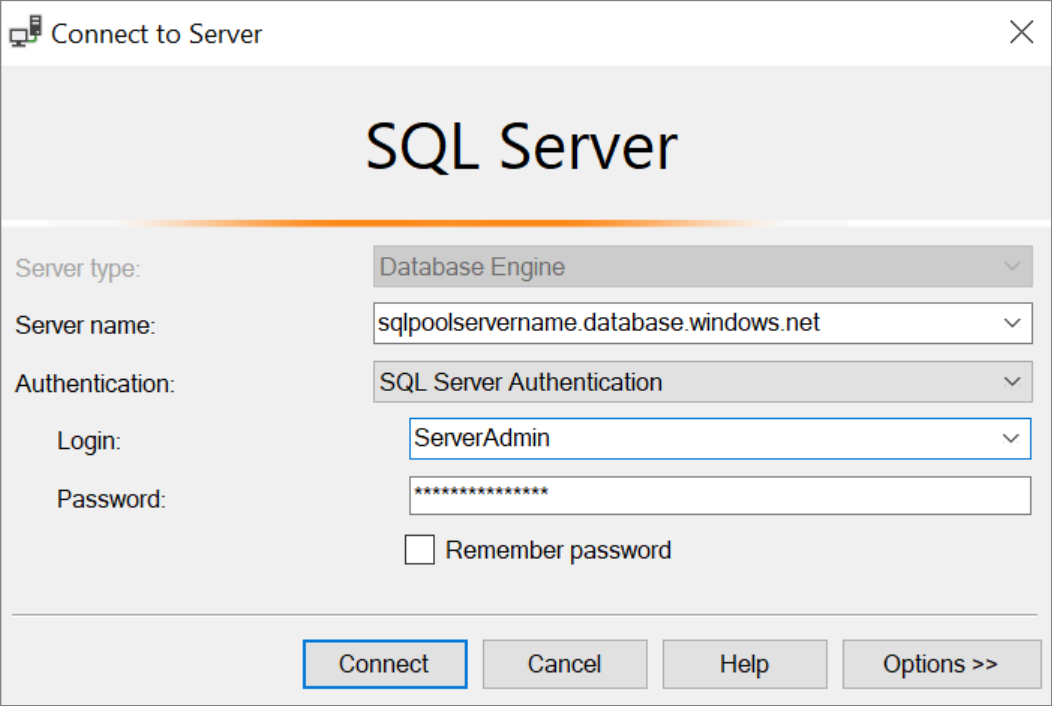 Connect to Server
SQL Server
Server type: Database Engine
Server name: sqlpoolservername.database.windows.net
Authentication: SQL Server Authentication
Login: ServerAdmin
Password: ***************
Remember password
Connect Cancel Help Options >>